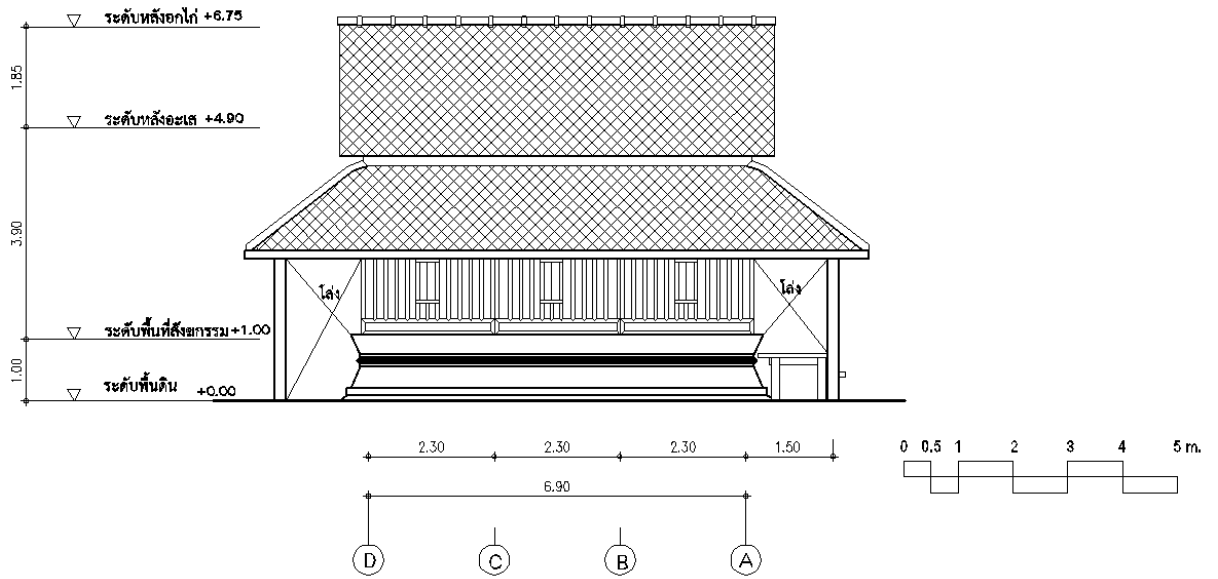 ระดับหลังอกไก่ +6.75
1.85
ระดับหลังอะเส +4.90
3.90
โล่ง
โล่ง
ระดับพื้นที่สังฆกรรม +1.00
1.00
ระดับพื้นดิน +0.00
2.30 2.30 2.30 1.50
0 0.5 1 2 3 4 5 m.
6.90
D C B A